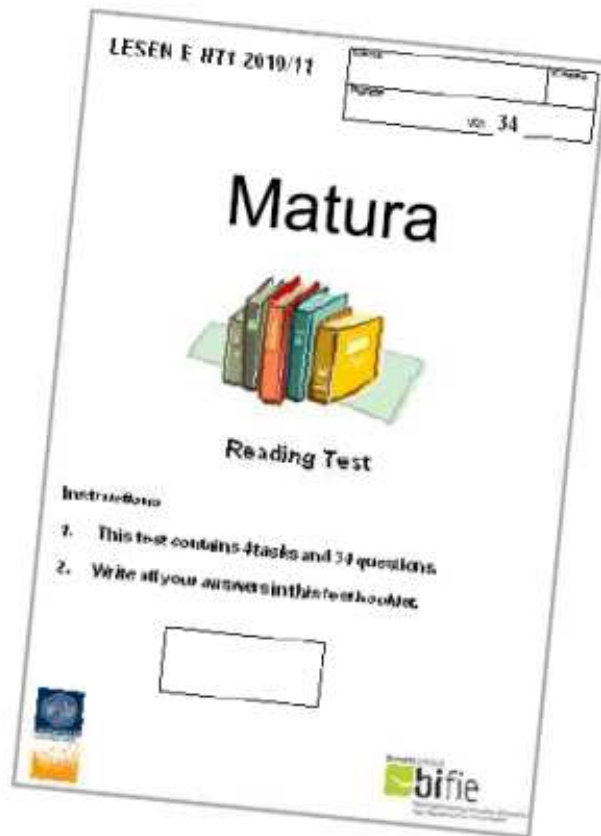 LESEN E HT1 2010/11
von 34
Matura
Reading Test
Instructions
1. This test contains 4 tasks and 34 questions.
2. Write all your answers in this test booklet.
bifie